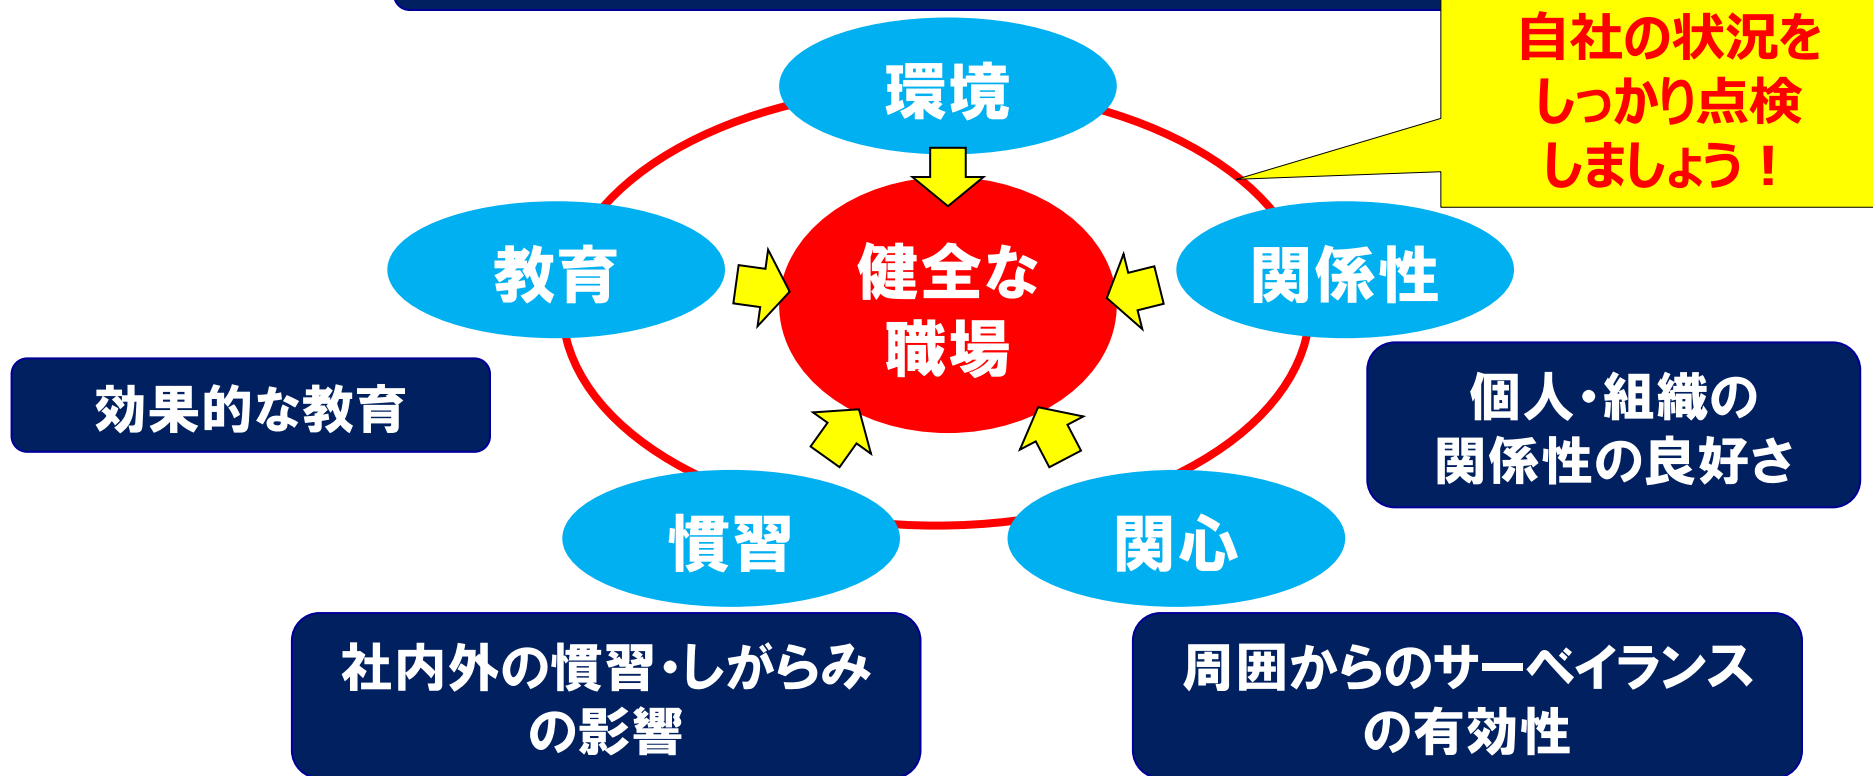 自社の状況を
しっかり点検
しましょう！
環境
教育
健全な
職場
関係性
効果的な教育
個人・組織の
関係性の良好さ
慣習
関心
社内外の慣習・しがらみ
の影響
周囲からのサーベイランス
の有効性